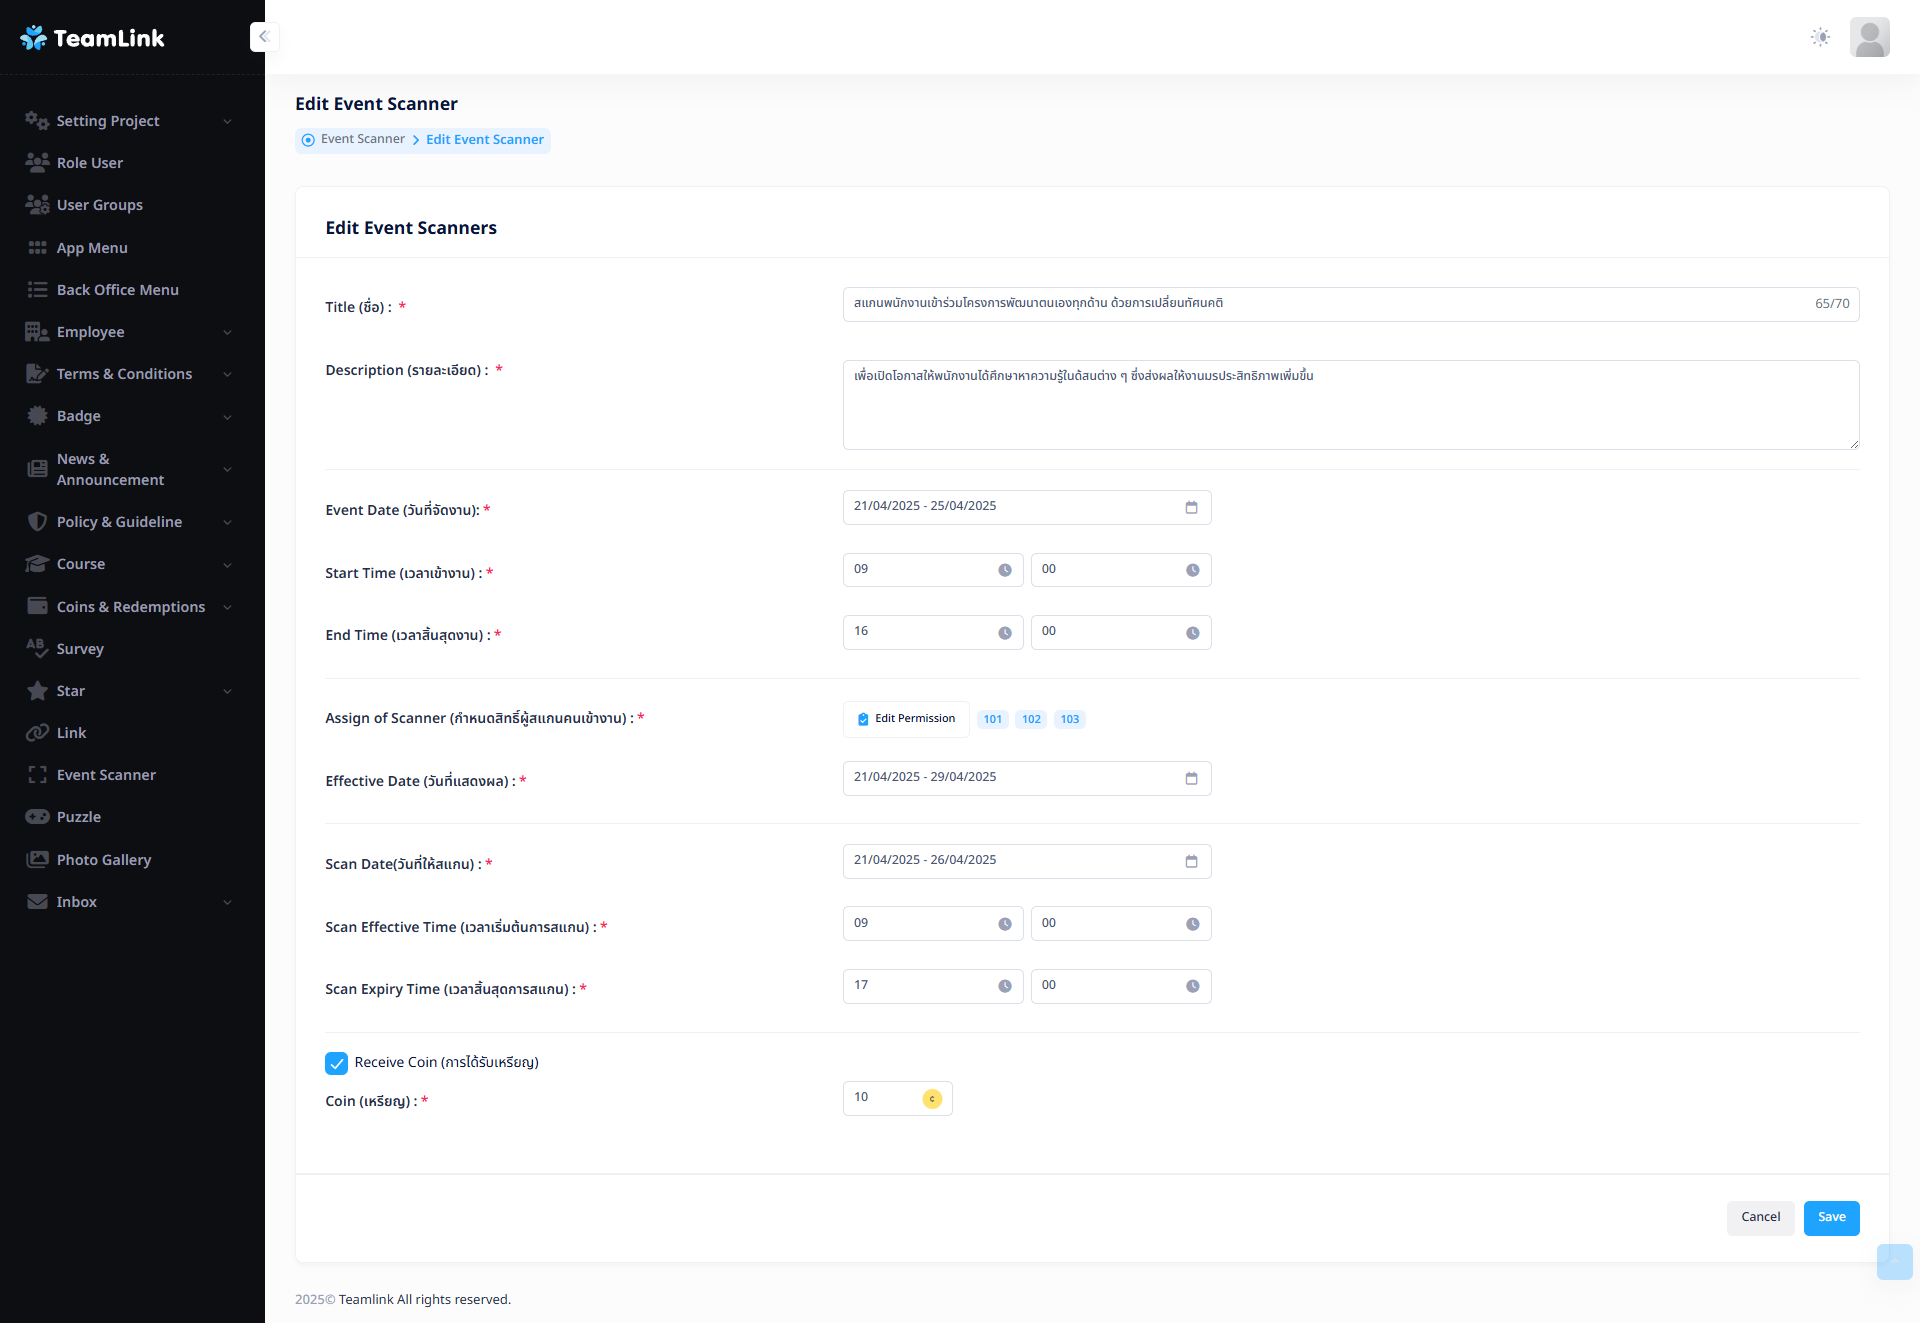 TeamLink
Setting Project
Role User
User Groups
App Menu
Back Office Menu
Employee
Terms & Conditions
Badge
News &
Announcement
Policy & Guideline
Course
Coins & Redemptions
Survey
Star
Link
Event Scanner
Puzzle
Photo Gallery
Inbox
Edit Event Scanner
Event Scanner > Edit Event Scanner
Edit Event Scanners
Title (ชื่อ) : *
สแกนพนักงานเข้าร่วมโครงการพัฒนาตนเองทุกด้าน ด้วยการเปลี่ยนทัศนคติ 65/70
Description (รายละเอียด) : *
เพื่อเปิดโอกาสให้พนักงานได้ศึกษาหาความรู้ในด้สนต่าง ๆ ซึ่งส่งผลให้งานมรประสิทธิภาพเพิ่มขึ้น
Event Date (วันที่จัดงาน): *
21/04/2025 - 25/04/2025
Start Time (เวลาเข้างาน) : *
09 00
End Time (เวลาสิ้นสุดงาน) : *
16 00
Assign of Scanner (กำหนดสิทธิ์ผู้สแกนคนเข้างาน) : *
Edit Permission 101 102 103
Effective Date (วันที่แสดงผล) : *
21/04/2025 - 29/04/2025
Scan Date(วันที่ให้สแกน) : *
21/04/2025 - 26/04/2025
Scan Effective Time (เวลาเริ่มต้นการสแกน) : *
09 00
Scan Expiry Time (เวลาสิ้นสุดการสแกน) : *
17 00
Receive Coin (การได้รับเหรียญ)
Coin (เหรียญ) : *
10 ¢
Cancel Save
2025© Teamlink All rights reserved.